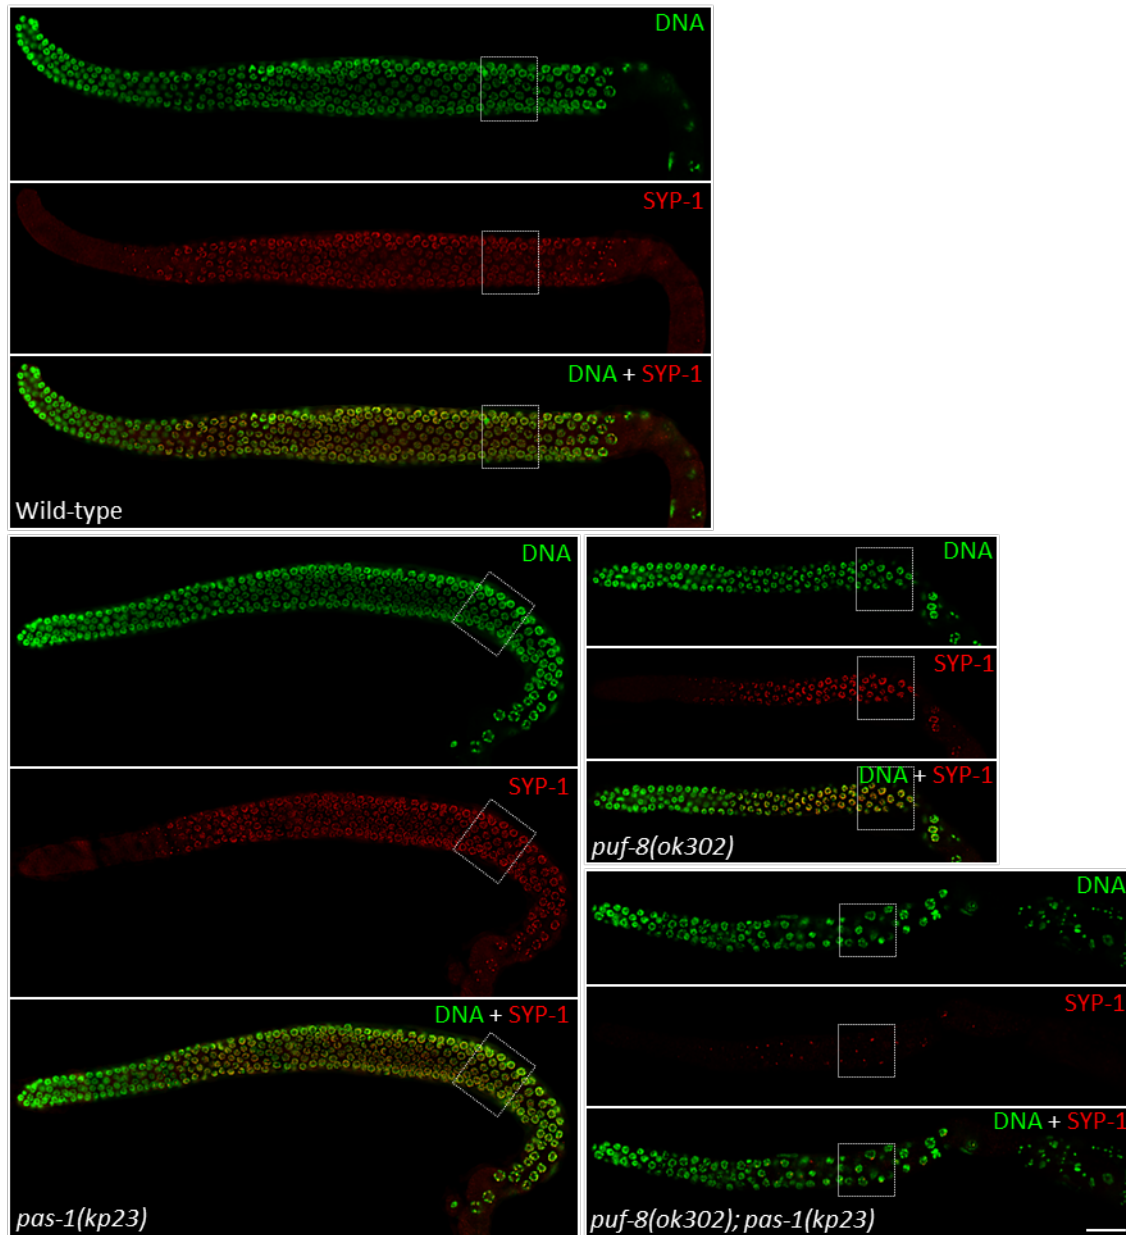 DNA
SYP-1
DNA + SYP-1
Wild-type
DNA
SYP-1
DNA + SYP-1
pas-1(kp23)
DNA
SYP-1
DNA + SYP-1
puf-8(ok302)
DNA
SYP-1
DNA + SYP-1
puf-8(ok302); pas-1(kp23)